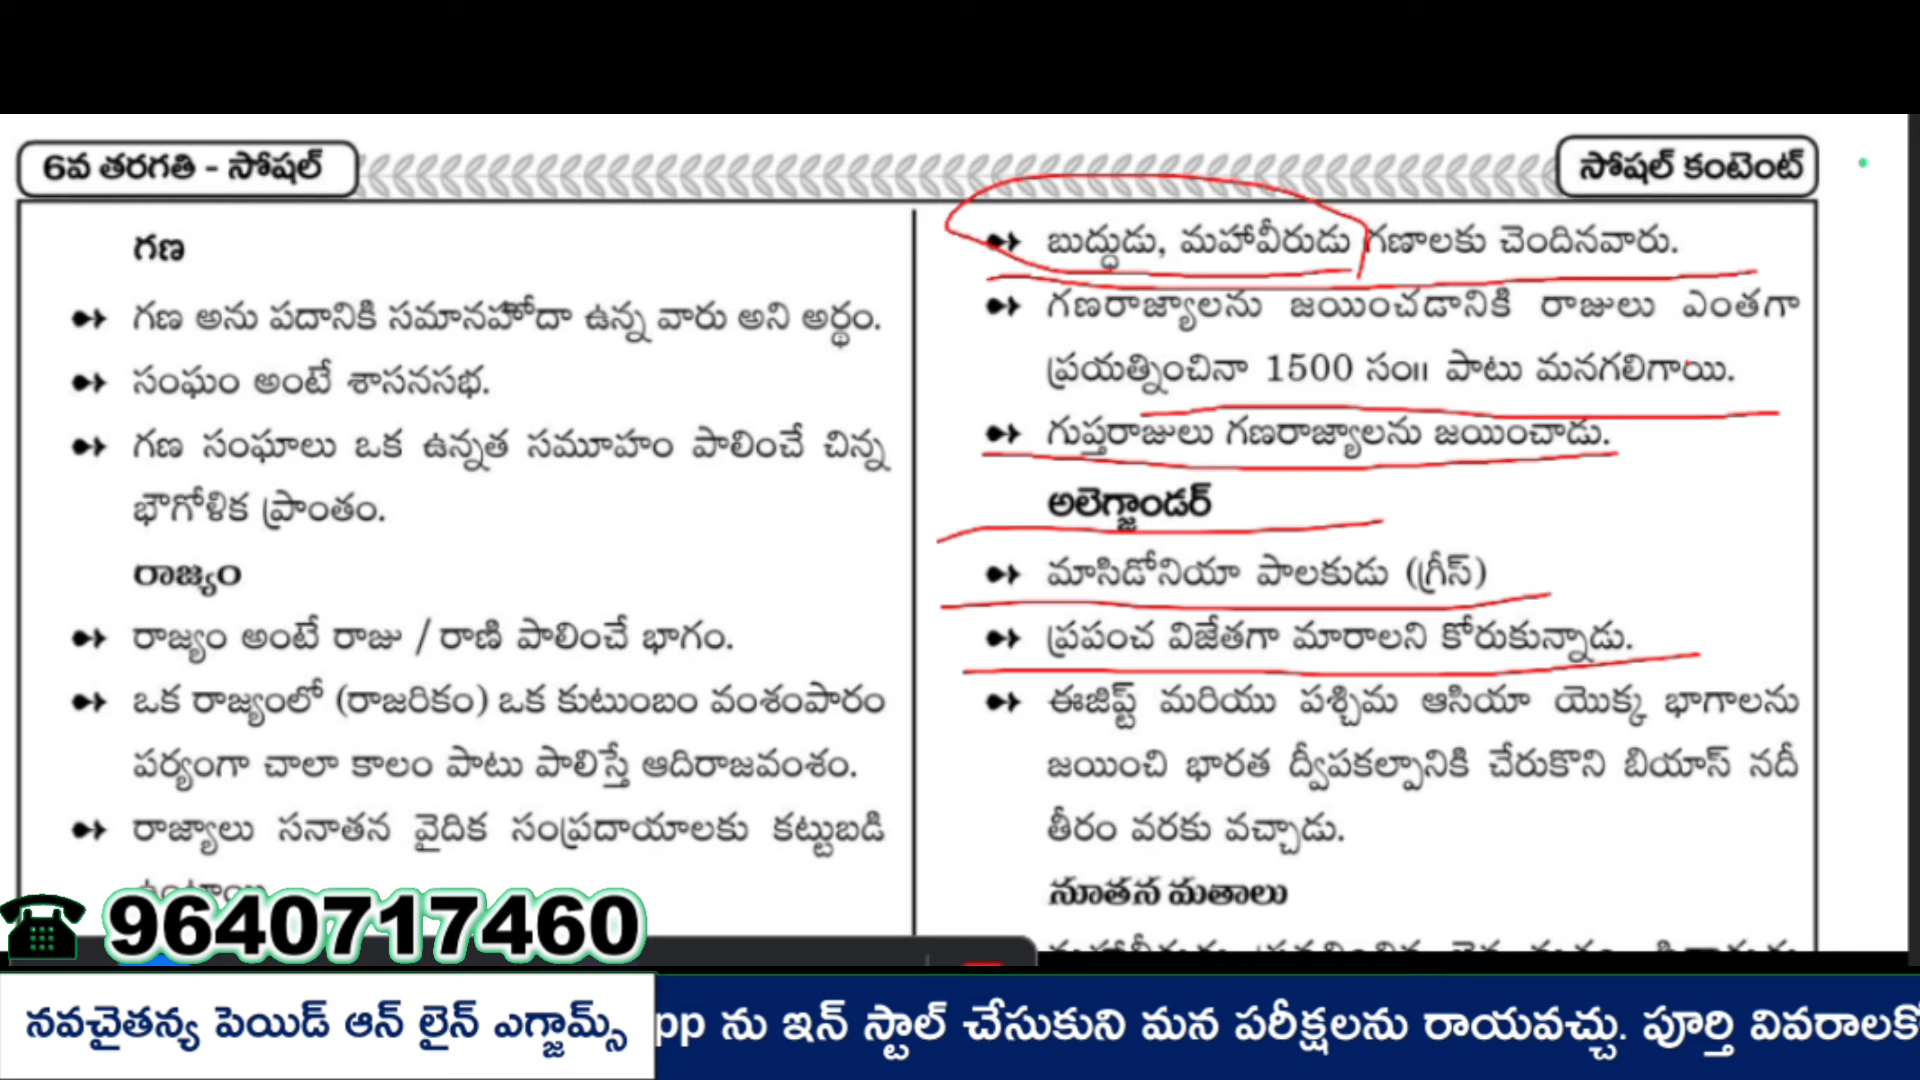 6వ తరగతి - సోషల్
సోషల్ కంటెంట్
గణ
గణ అను పదానికి సమానహోదా ఉన్న వారు అని అర్థం.
సంఘం అంటే శాసనసభ.
గణ సంఘాలు ఒక ఉన్నత సమూహం పాలించే చిన్న
భౌగోళిక ప్రాంతం.
రాజ్యం
రాజ్యం అంటే రాజు / రాణి పాలించే భాగం.
ఒక రాజ్యంలో (రాజరికం) ఒక కుటుంబం వంశంపారం
పర్యంగా చాలా కాలం పాటు పాలిస్తే ఆదిరాజవంశం.
రాజ్యాలు సనాతన వైదిక సంప్రదాయాలకు కట్టుబడి
బుద్ధుడు, మహావీరుడు గణాలకు చెందినవారు.
గణరాజ్యాలను జయించడానికి రాజులు ఎంతగా
ప్రయత్నించినా 1500 సం॥ పాటు మనగలిగాయి.
గుప్తరాజులు గణరాజ్యాలను జయించాడు.
అలెగ్జాండర్
మాసిడోనియా పాలకుడు (గ్రీస్)
ప్రపంచ విజేతగా మారాలని కోరుకున్నాడు.
ఈజిప్ట్ మరియు పశ్చిమ ఆసియా యొక్క భాగాలను
జయించి భారత ద్వీపకల్పానికి చేరుకొని బియాస్ నదీ
తీరం వరకు వచ్చాడు.
నూతన మతాలు
9640717460
నవచైతన్య పెయిడ్ ఆన్ లైన్ ఎగ్జామ్స్
pp ను ఇన్ స్టాల్ చేసుకుని మన పరీక్షలను రాయవచ్చు. పూర్తి వివరాలకో